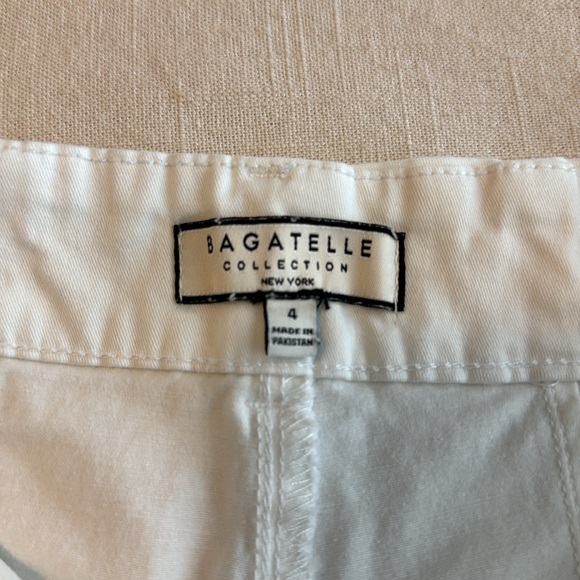 BAGATELLE
COLLECTION
NEW YORK
4
MADE IN
PAKISTAN